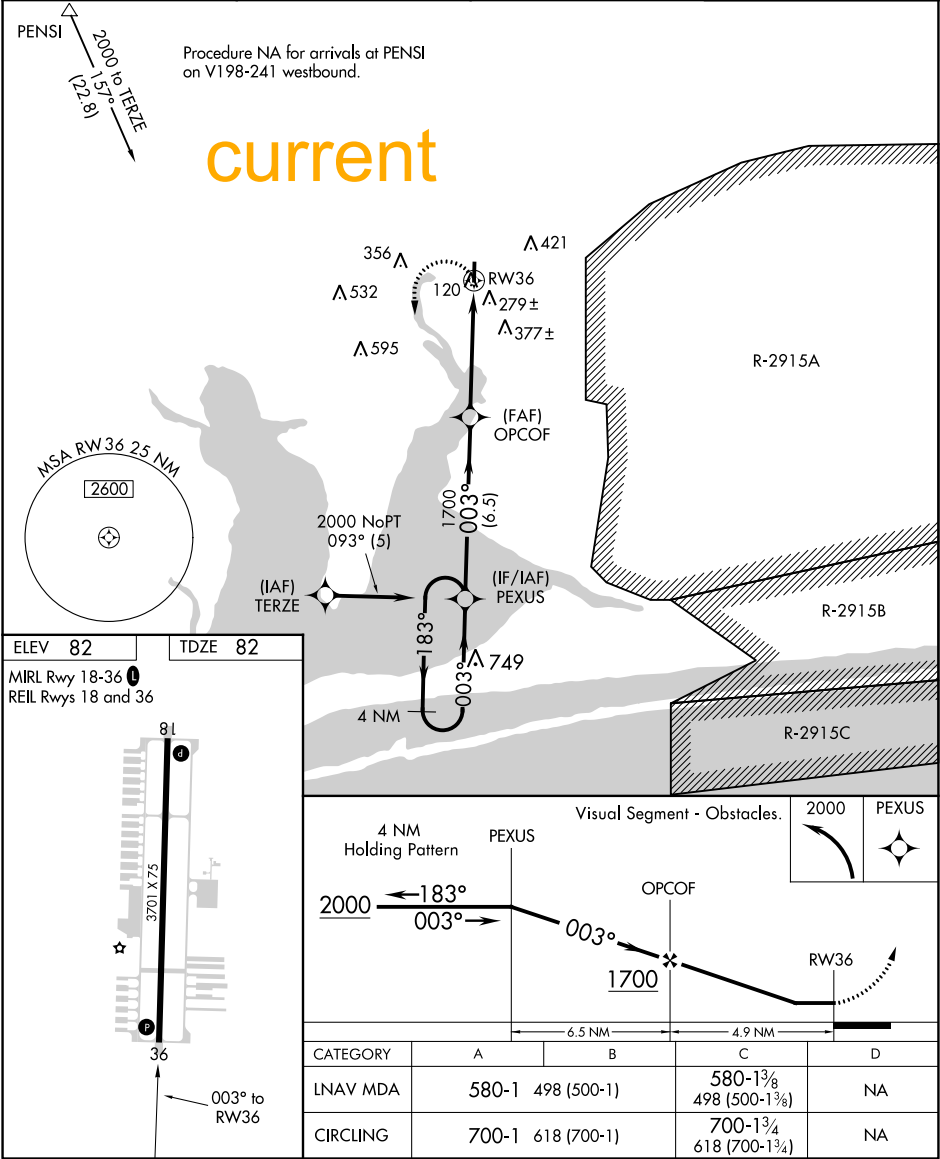 PENSI
2000 to TERZE
157°
(22.8)
Procedure NA for arrivals at PENSI
on V198-241 westbound.
current
421
356
RW36
120
532
279±
377±
595
R-2915A
(FAF)
OPCOF
MSA RW36 25 NM
2600
1700
003°
(6.5)
2000 NoPT
093° (5)
(IAF)
TERZE
(IF/IAF)
PEXUS
R-2915B
183°
003°
749
4 NM
R-2915C
ELEV 82
TDZE 82
MIRL Rwy 18-36 L
REIL Rwys 18 and 36
18
P
3701 X 75
P
36
003° to
RW36
Visual Segment - Obstacles.
2000
PEXUS
4 NM
Holding Pattern
PEXUS
OPCOF
2000
183°
003°
003°
1700
RW36
6.5 NM
4.9 NM
CATEGORY A B C D
LNAV MDA 580-1 498 (500-1) 580-1⅜ 498 (500-1⅜) NA
CIRCLING 700-1 618 (700-1) 700-1¾ 618 (700-1¾) NA